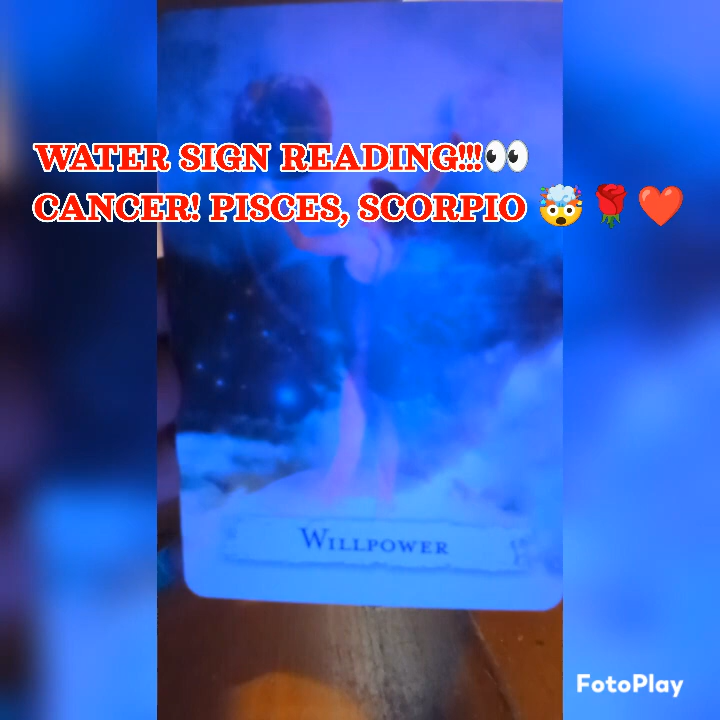 WATER SIGN READING!!!👀
CANCER! PISCES, SCORPIO 🤯🌹❤️
WILLPOWER
FotoPlay